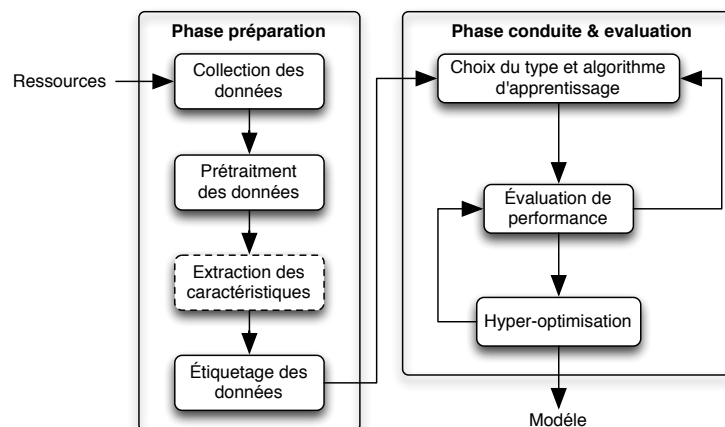 Phase préparation
Ressources
Collection des
données
Prétraitment
des données
Extraction des
caractéristiques
Étiquetage des
données
Phase conduite & evaluation
Choix du type et algorithme
d'apprentissage
Évaluation de
performance
Hyper-optimisation
Modéle